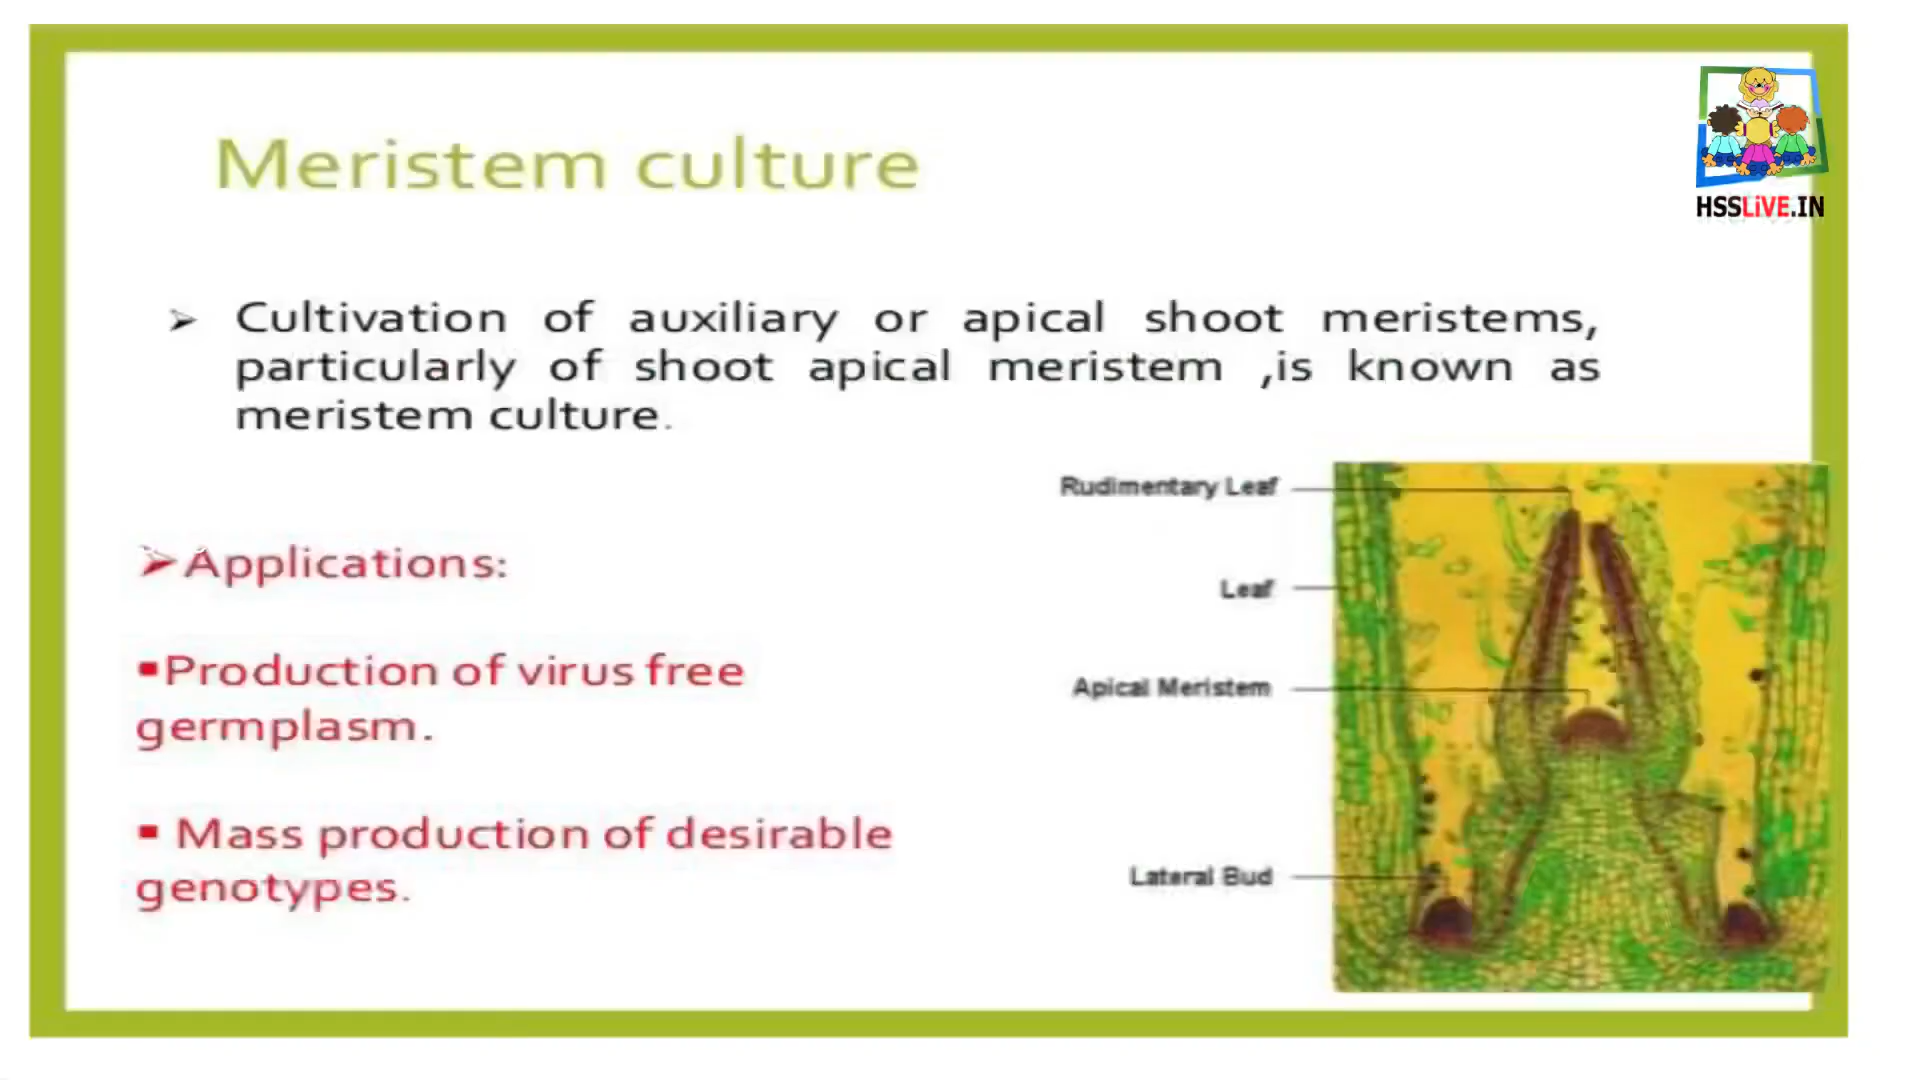 HSSLiVE.IN
Meristem culture
➢ Cultivation of auxiliary or apical shoot meristems,
particularly of shoot apical meristem ,is known as
meristem culture.
Rudimentary Leaf
Leaf
Apical Meristem
Lateral Bud
➢Applications:
▪Production of virus free
germplasm.
▪ Mass production of desirable
genotypes.